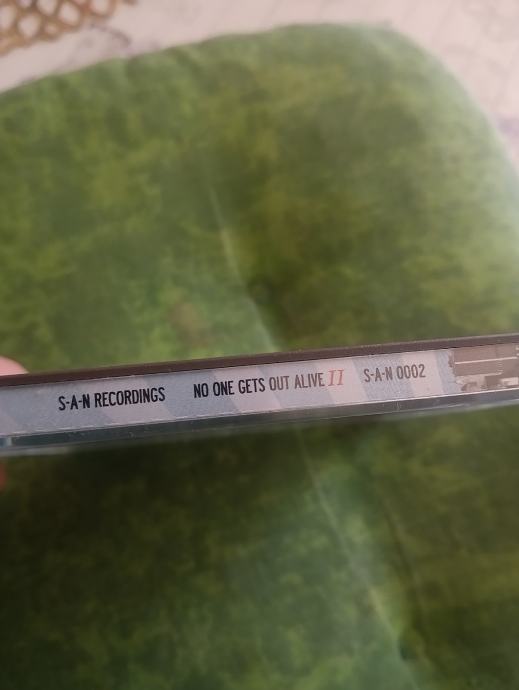 S-A-N RECORDINGS NO ONE GETS OUT ALIVE II S-A-N 0002